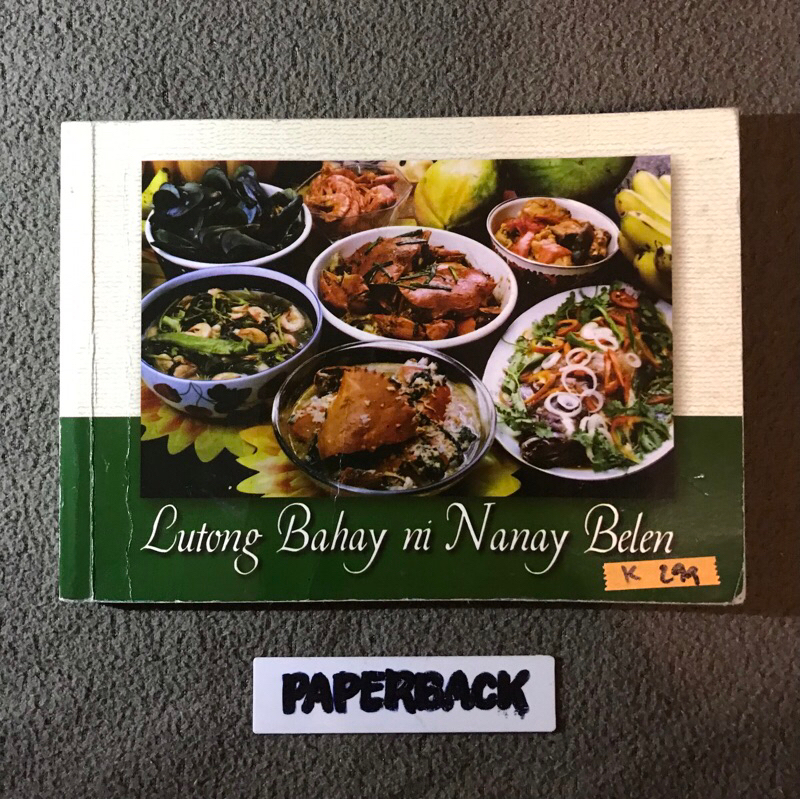 Lutong Bahay ni Nanay Belen
K 299
PAPERBACK